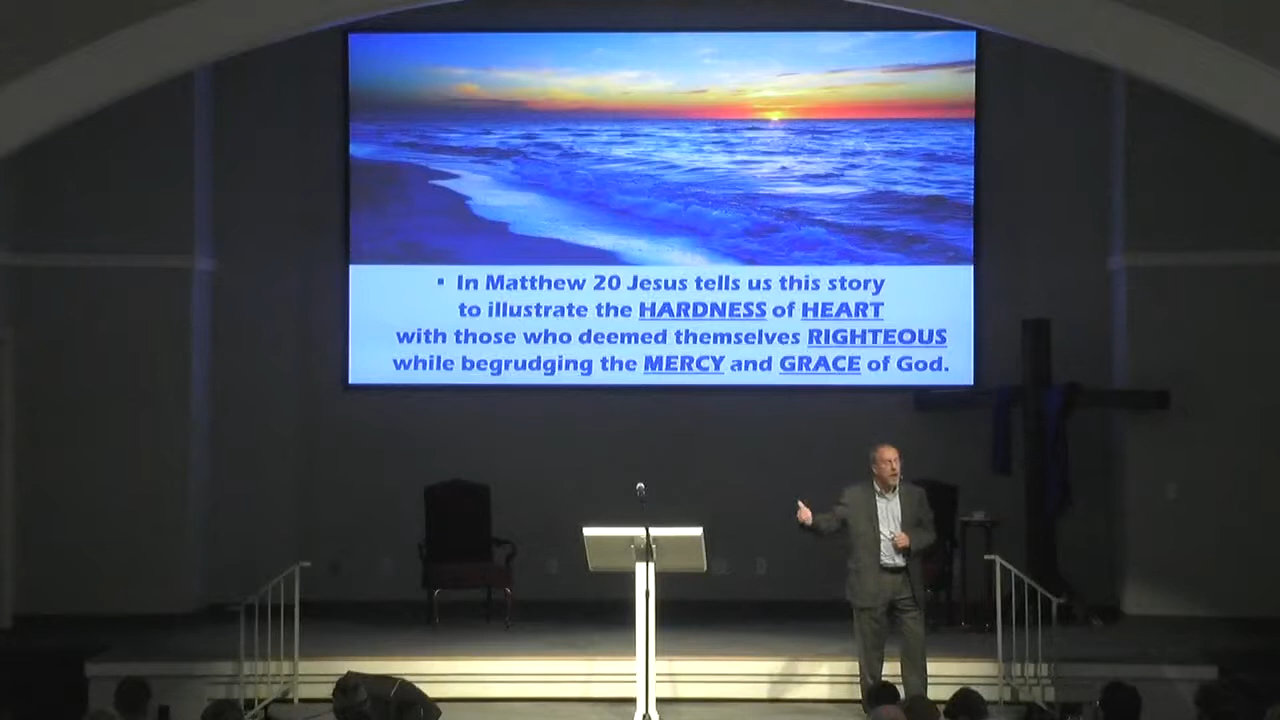 ▪ In Matthew 20 Jesus tells us this story
to illustrate the HARDNESS of HEART
with those who deemed themselves RIGHTEOUS
while begrudging the MERCY and GRACE of God.